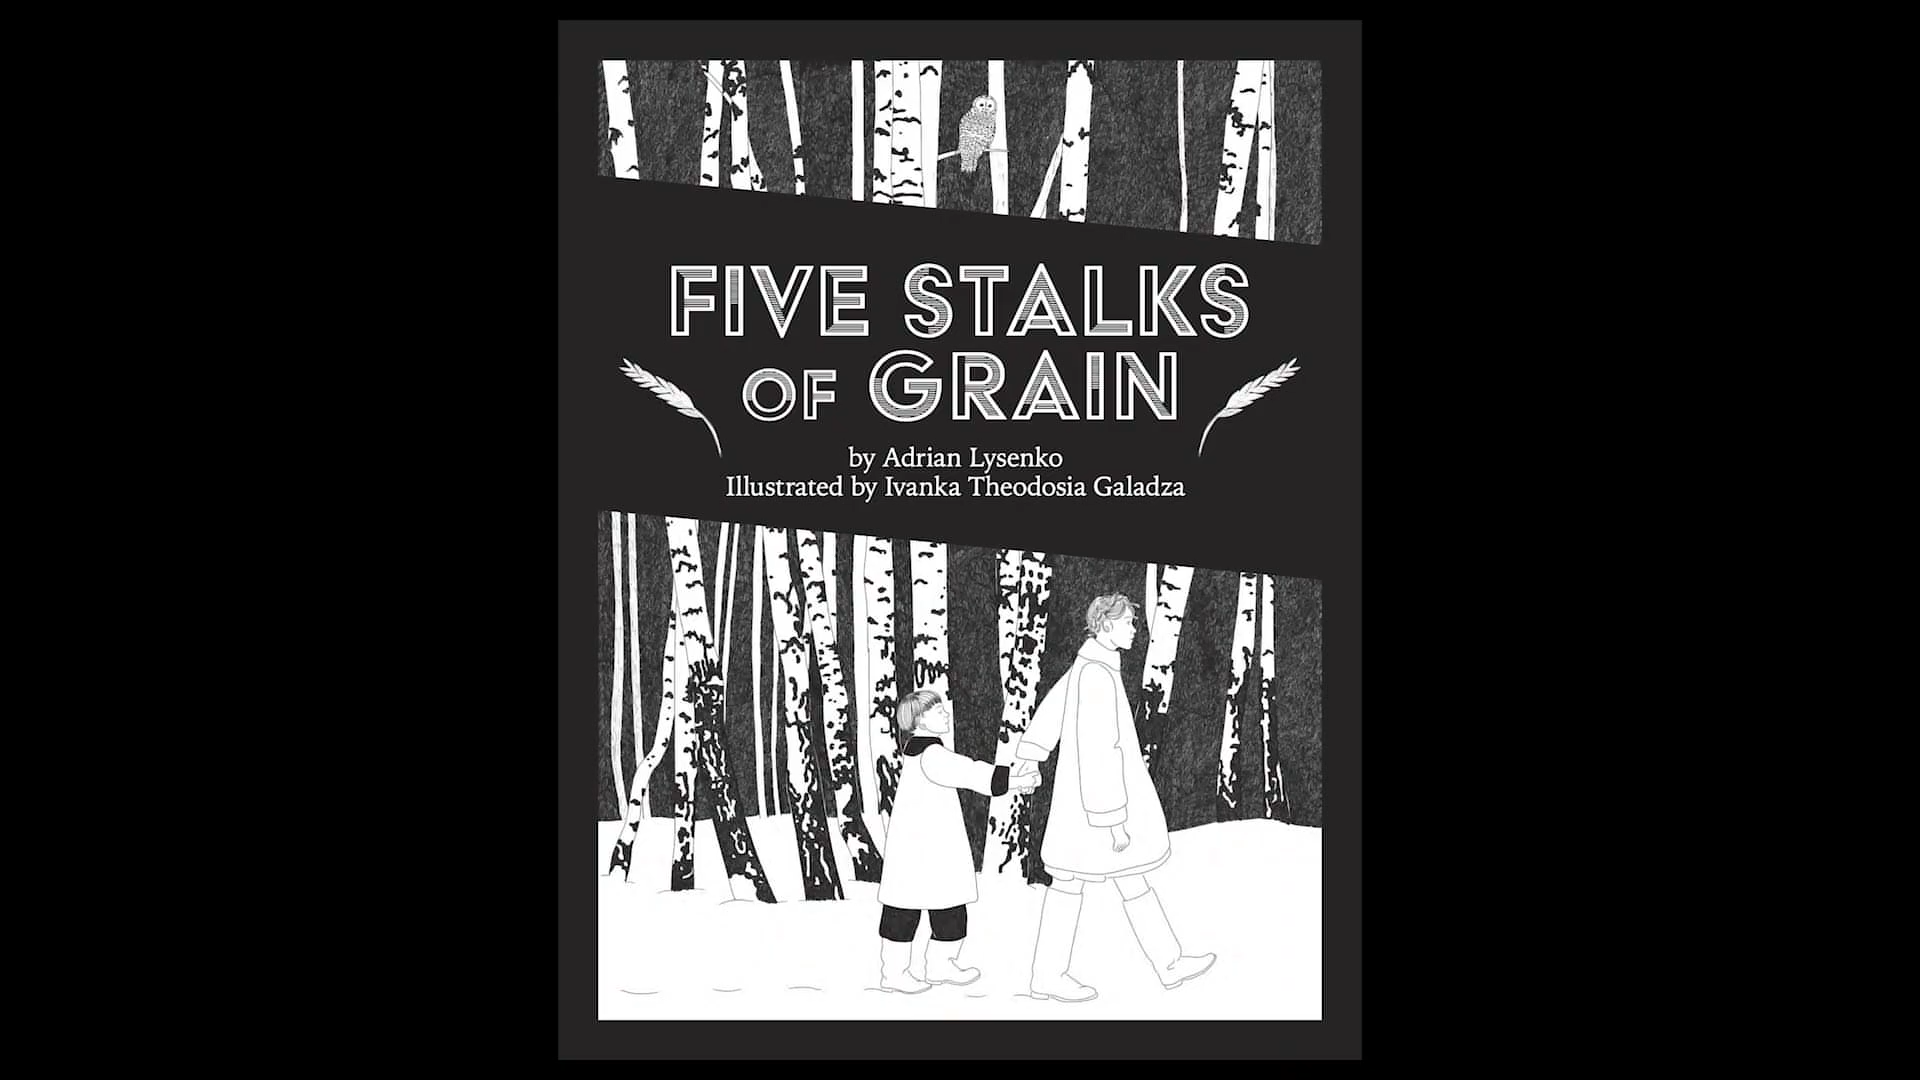 FIVE STALKS
OF GRAIN
by Adrian Lysenko
Illustrated by Ivanka Theodosia Galadza